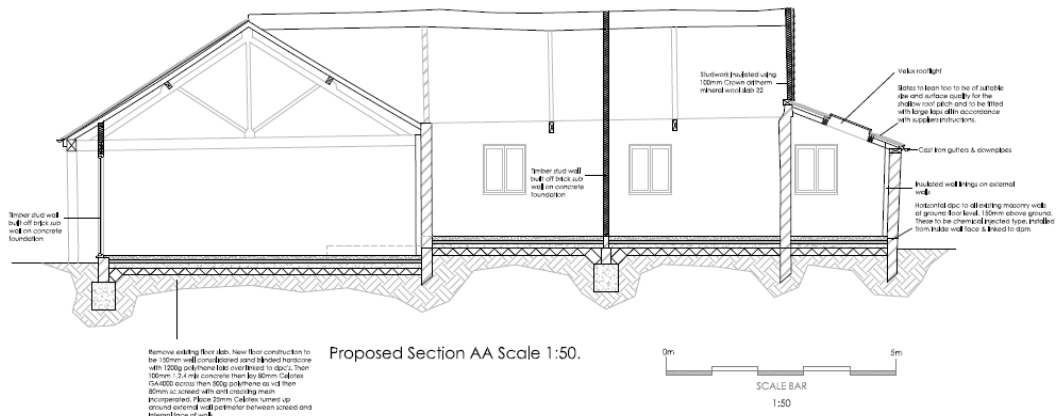 Studwork insulated using
100mm Crown dritherm
mineral wool slab 32
Velux rooflight
Slates to lean too to be of suitable
size and surface quality for the
shallow roof pitch and to be fitted
with large laps all in accordance
with suppliers instructions.
Cast iron gutters & downpipes
Timber stud wall
built off brick sub
wall on concrete
foundation
Insulated wall linings on external
walls
Horizontal dpc to all existing masonry walls
at ground floor level, 150mm above ground.
These to be chemical injected type, installed
from inside wall face & linked to dpm
Timber stud wall
built off brick sub
wall on concrete
foundation
Remove existing floor slab. New floor construction to
be 150mm well consolidated sand blinded hardcore
with 1200g polythene laid over linked to dpc's. Then
100mm 1,2,4 mix concrete then lay 80mm Celotex
GA4000 across then 500g polythene as vcl then
80mm sc screed with anti cracking mesh
incorporated. Place 25mm Celotex turned up
around external wall perimeter between screed and
internal face of walls
Proposed Section AA Scale 1:50.
0m 5m
SCALE BAR
1:50